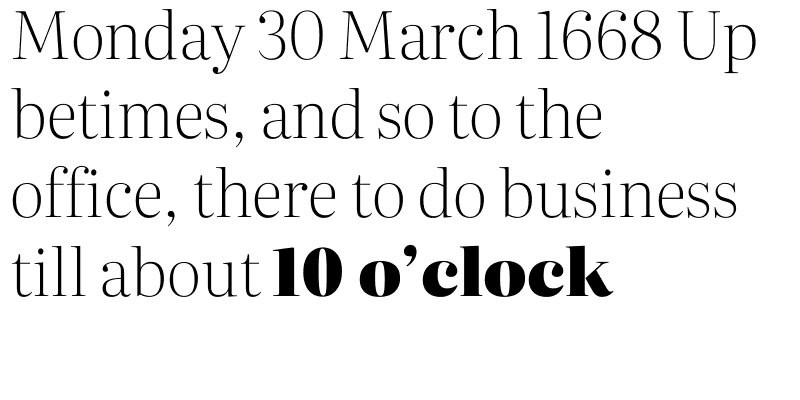 Monday 30 March 1668 Up
betimes, and so to the
office, there to do business
till about 10 o’clock